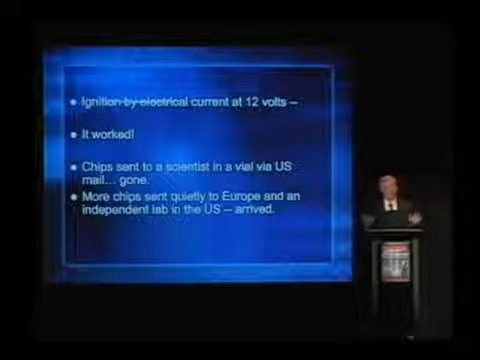 Ignition by electrical current at 12 volts –
It worked!
Chips sent to a scientist in a vial via US
mail… gone.
More chips sent quietly to Europe and an
independent lab in the US – arrived.